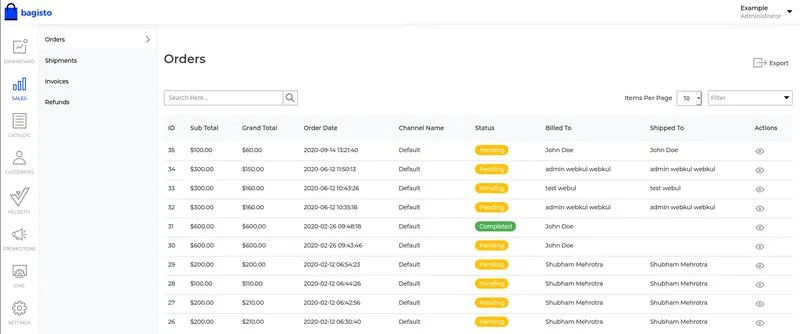 bagisto
Example
Administrator
DASHBOARD
SALES
CATALOG
CUSTOMERS
VELOCITY
PROMOTIONS
CMS
SETTINGS
Orders
Shipments
Invoices
Refunds
Orders
Export
Search Here...
Items Per Page 10 Filter
ID Sub Total Grand Total Order Date Channel Name Status Billed To Shipped To Actions
35 $100.00 $60.00 2020-09-14 13:21:40 Default Pending John Doe John Doe
34 $300.00 $150.00 2020-06-12 11:50:13 Default Pending admin webkul webkul admin webkul webkul
33 $300.00 $160.00 2020-06-12 10:43:26 Default Pending test webul test webul
32 $300.00 $160.00 2020-06-12 10:35:18 Default Pending admin webkul webkul admin webkul webkul
31 $600.00 $600.00 2020-02-26 09:48:18 Default Completed John Doe
30 $600.00 $600.00 2020-02-26 09:43:46 Default Pending John Doe
29 $200.00 $200.00 2020-02-12 06:54:23 Default Pending Shubham Mehrotra Shubham Mehrotra
28 $100.00 $110.00 2020-02-12 06:44:26 Default Pending Shubham Mehrotra Shubham Mehrotra
27 $200.00 $210.00 2020-02-12 06:42:56 Default Pending Shubham Mehrotra Shubham Mehrotra
26 $200.00 $210.00 2020-02-12 06:30:40 Default Pending Shubham Mehrotra Shubham Mehrotra